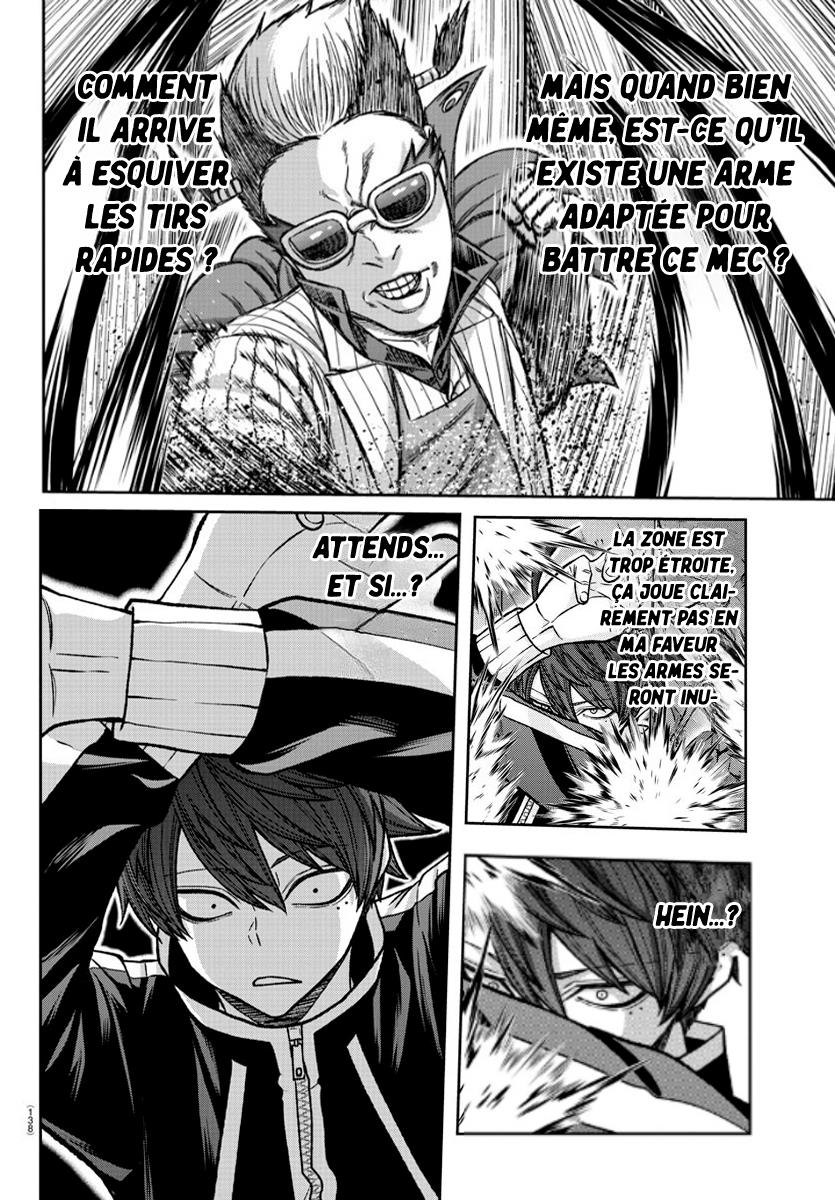 MAIS QUAND BIEN
MÊME, EST-CE QU'IL
EXISTE UNE ARME
ADAPTÉE POUR
BATTRE CE MEC ?
COMMENT
IL ARRIVE
À ESQUIVER
LES TIRS
RAPIDES ?
LA ZONE EST
TROP ÉTROITE,
ÇA JOUE CLAI-
REMENT PAS EN
MA FAVEUR
LES ARMES SE-
RONT INU-
HEIN...?
ATTENDS...
ET SI...?
(138)